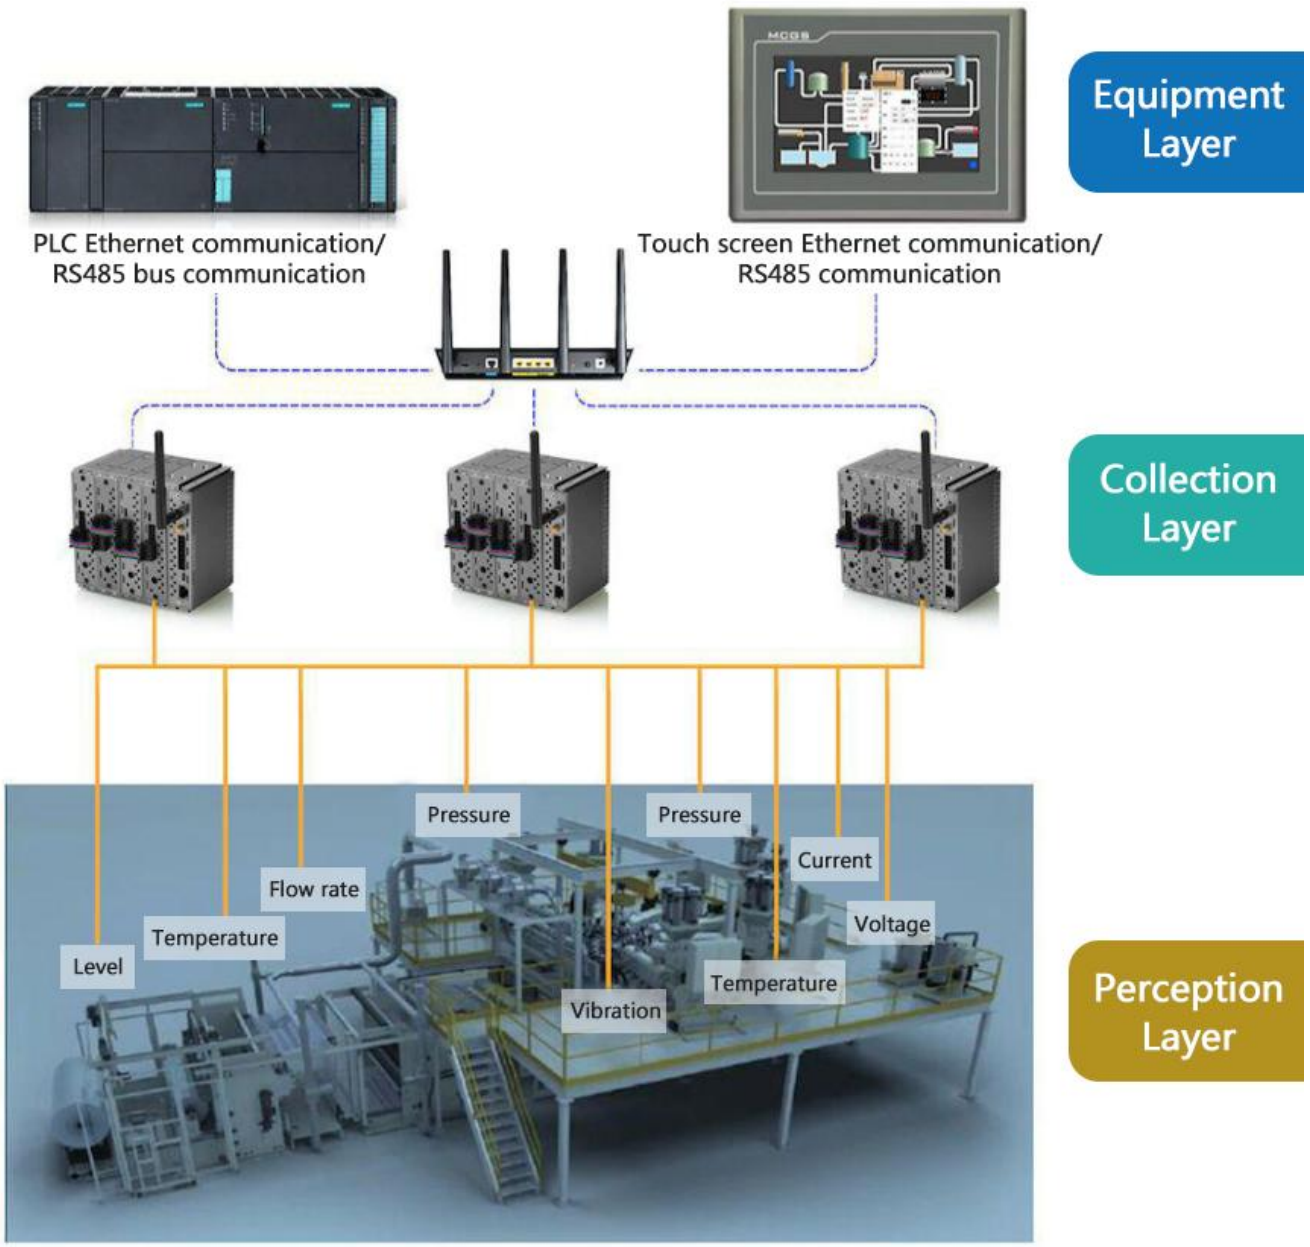 MCGS
Equipment
Layer
PLC Ethernet communication/
RS485 bus communication
Touch screen Ethernet communication/
RS485 communication
Collection
Layer
Pressure
Pressure
Current
Flow rate
Voltage
Temperature
Level
Temperature
Vibration
Perception
Layer